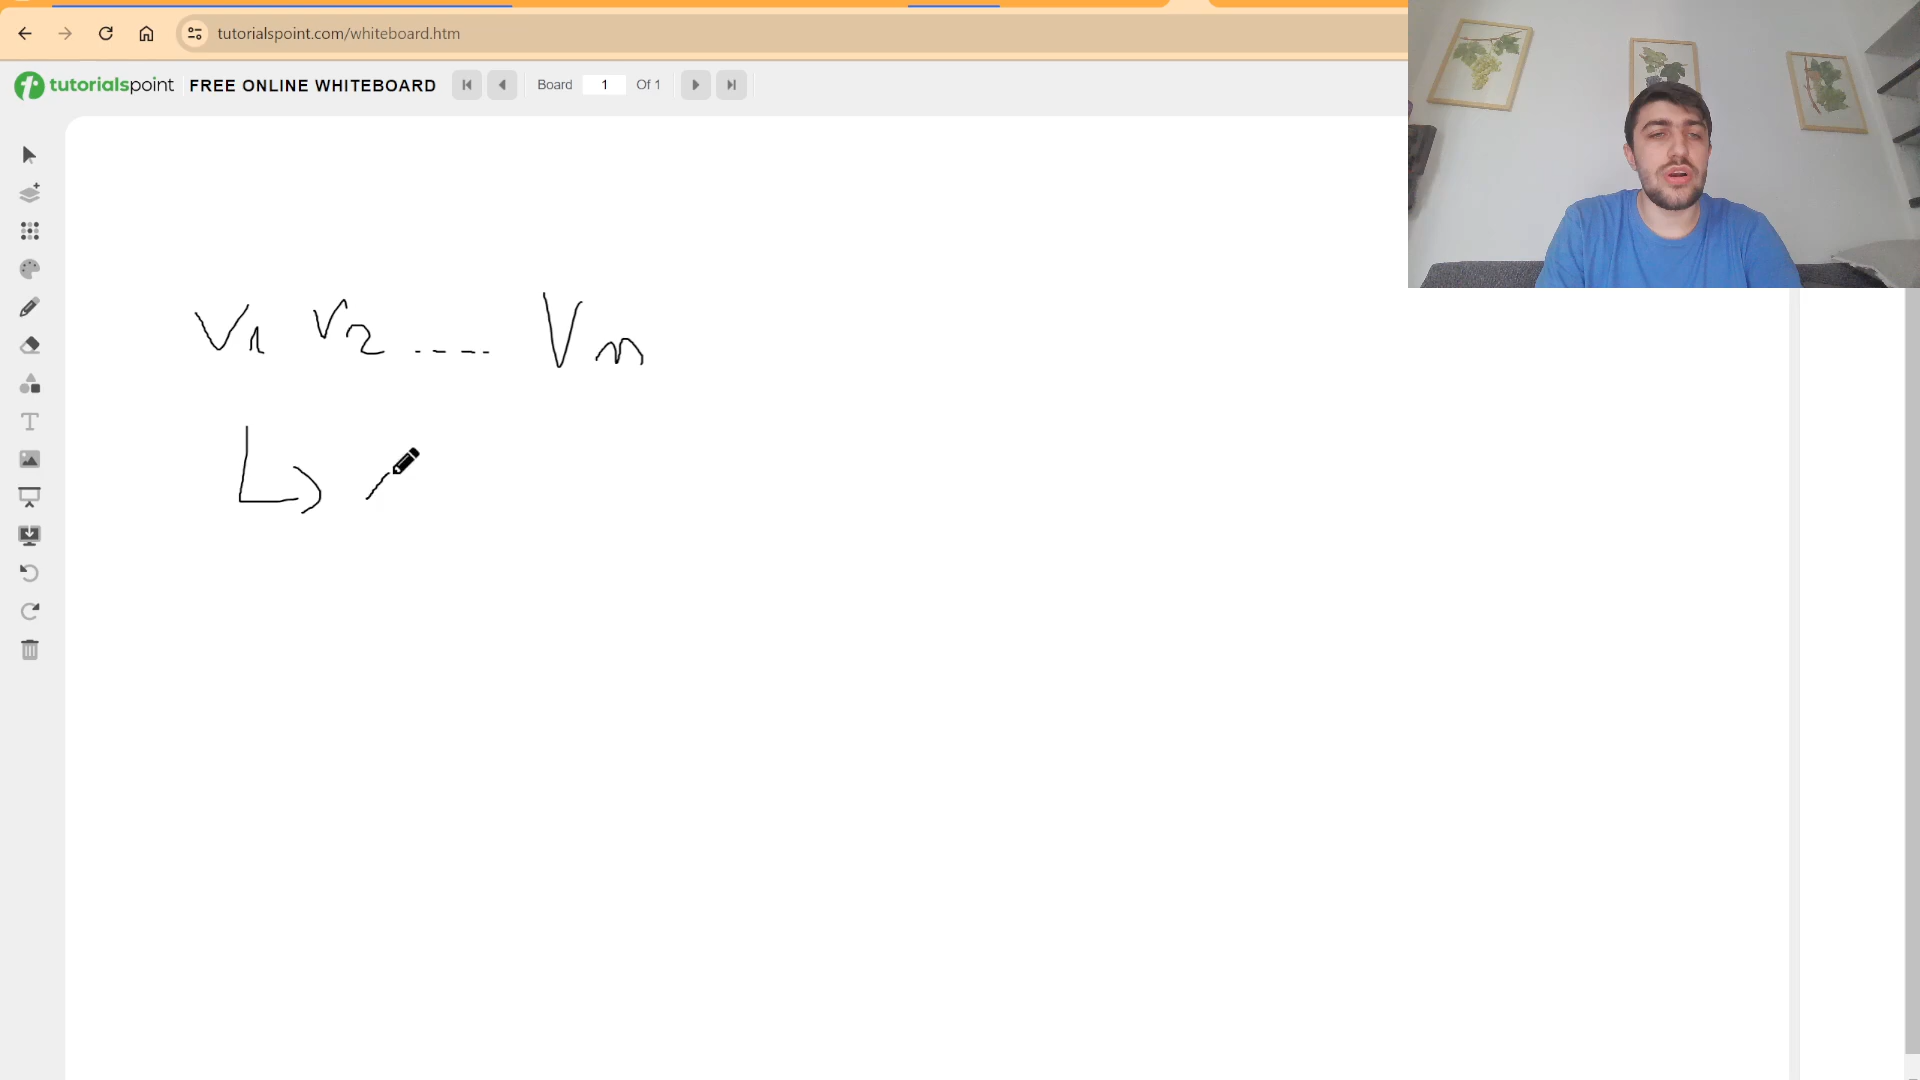 tutorialspoint.com/whiteboard.htm
tutorialspoint FREE ONLINE WHITEBOARD Board 1 Of 1
V1 V2 .... Vn